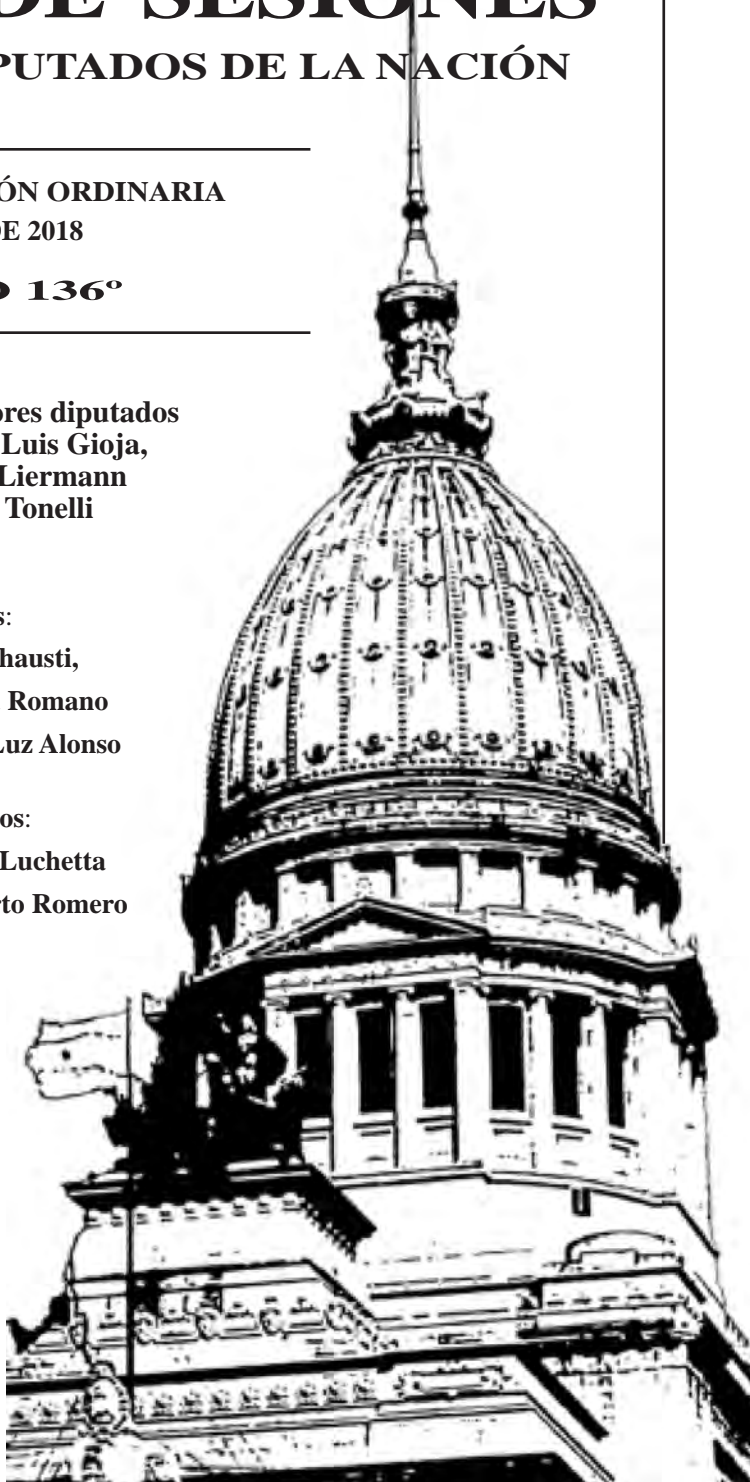 DE SESIONES
PUTADOS DE LA NACIÓN
ÓN ORDINARIA
DE 2018
O 136º
ores diputados
Luis Gioja,
Liermann
Tonelli
s:
hausti,
Romano
Luz Alonso
os:
Luchetta
rto Romero